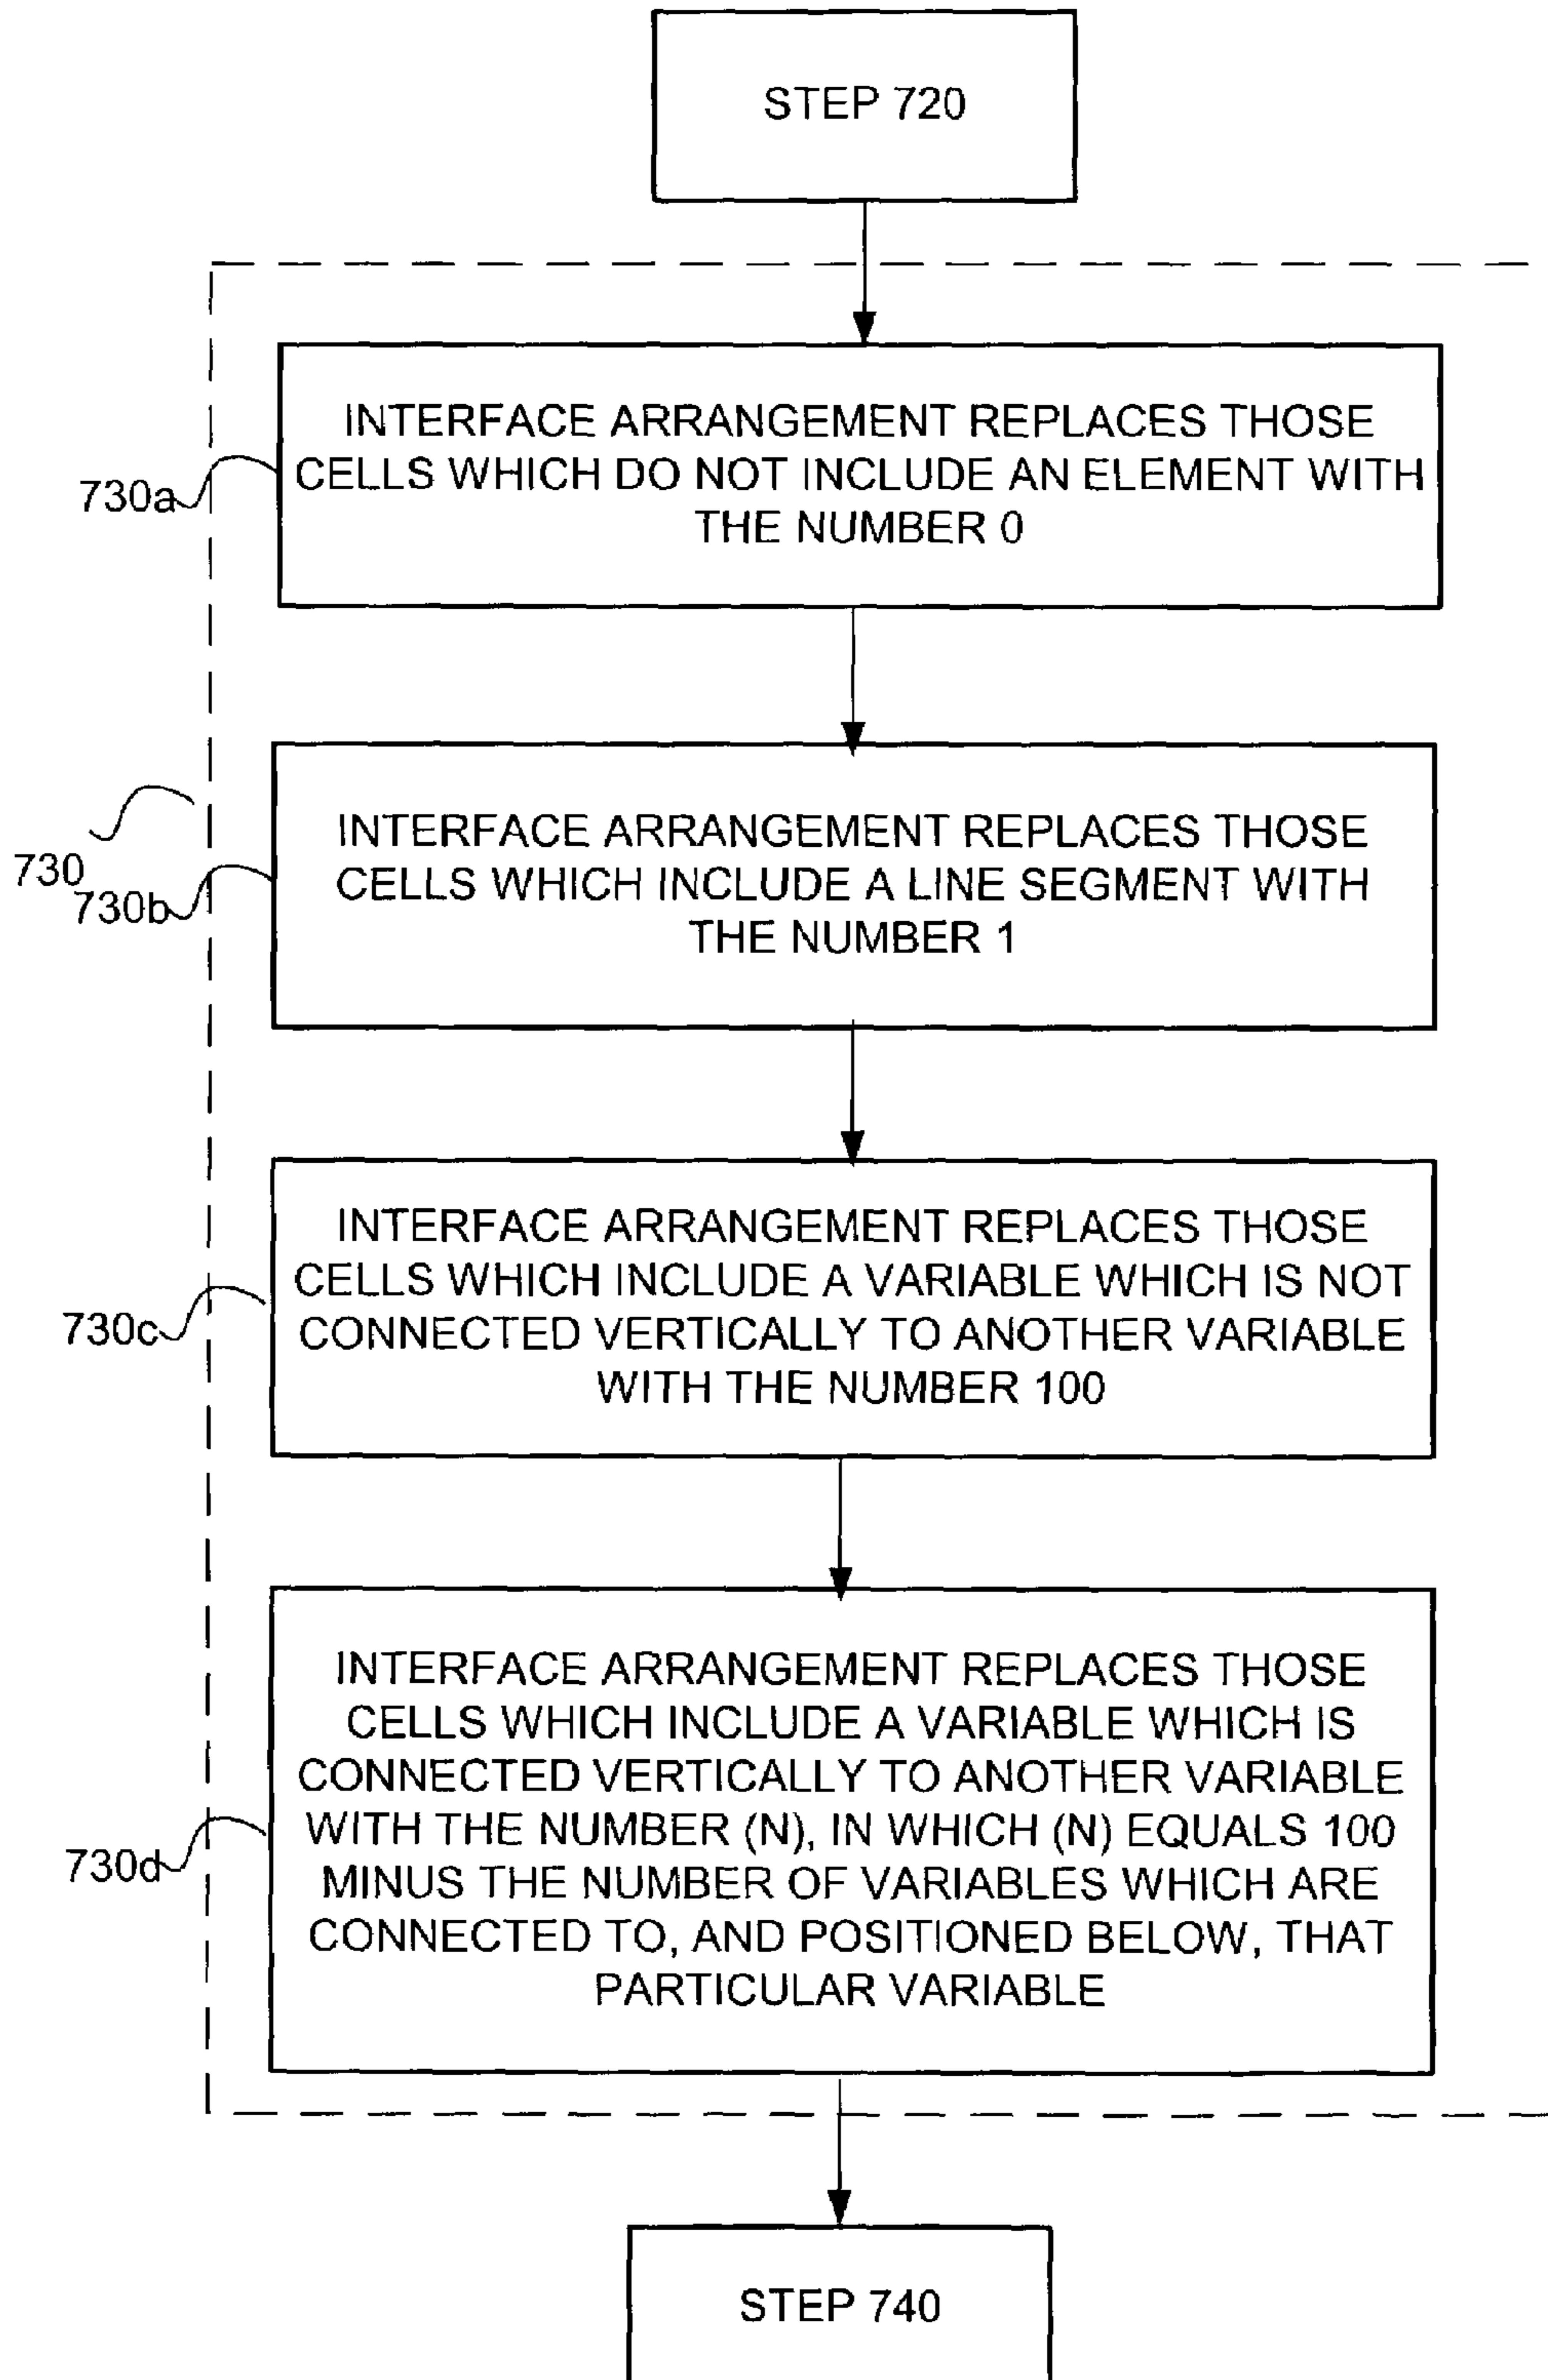 STEP 720
INTERFACE ARRANGEMENT REPLACES THOSE
CELLS WHICH DO NOT INCLUDE AN ELEMENT WITH
THE NUMBER 0
730a
INTERFACE ARRANGEMENT REPLACES THOSE
CELLS WHICH INCLUDE A LINE SEGMENT WITH
THE NUMBER 1
730
730b
INTERFACE ARRANGEMENT REPLACES THOSE
CELLS WHICH INCLUDE A VARIABLE WHICH IS NOT
CONNECTED VERTICALLY TO ANOTHER VARIABLE
WITH THE NUMBER 100
730c
INTERFACE ARRANGEMENT REPLACES THOSE
CELLS WHICH INCLUDE A VARIABLE WHICH IS
CONNECTED VERTICALLY TO ANOTHER VARIABLE
WITH THE NUMBER (N), IN WHICH (N) EQUALS 100
MINUS THE NUMBER OF VARIABLES WHICH ARE
CONNECTED TO, AND POSITIONED BELOW, THAT
PARTICULAR VARIABLE
730d
STEP 740